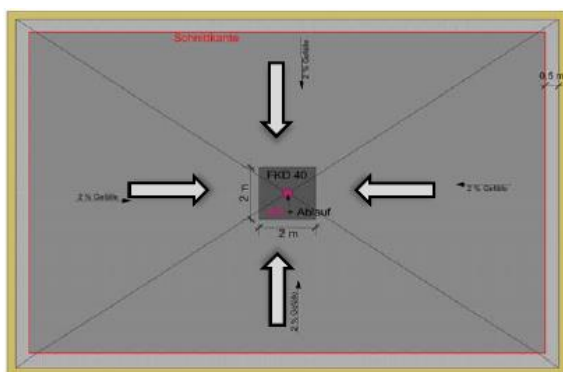 Schnittkante
2 % Gefälle
0,5 m
FKD 40
2 % Gefälle
2 m
2 % Gefälle
+ Ablauf
2 m
2 % Gefälle